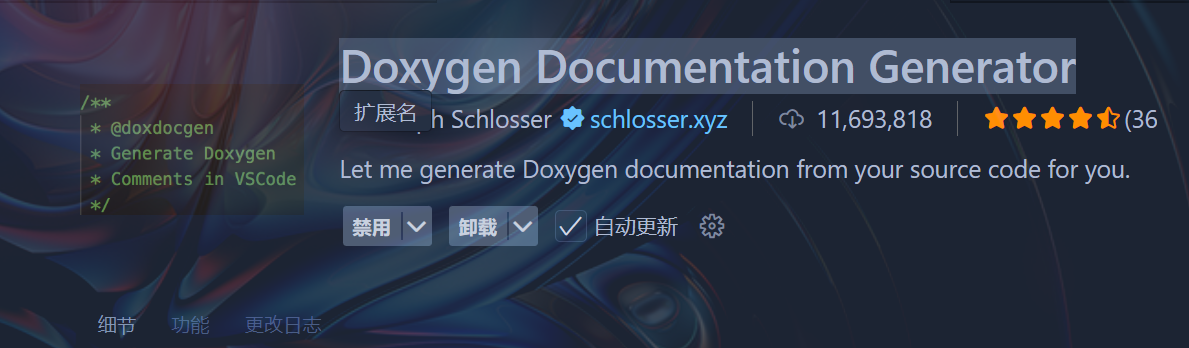 Doxygen Documentation Generator
/**
* @doxdocgen
* Generate Doxygen
* Comments in VSCode
*/
扩展名
Schlosser schlosser.xyz 11,693,818 (36
Let me generate Doxygen documentation from your source code for you.
禁用 卸载 自动更新
细节 功能 更改日志